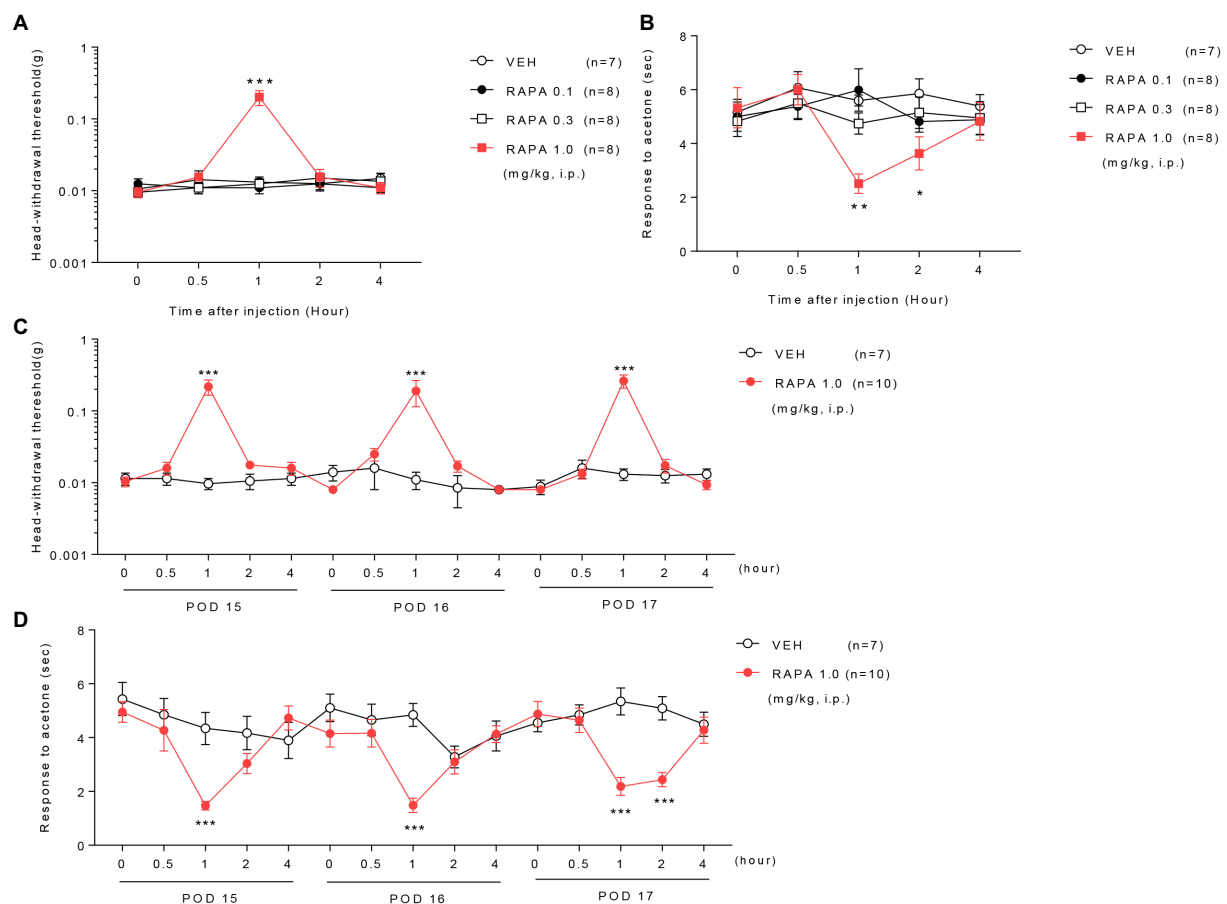 A
Head-withdrawal thereshold(g)
1
0.1
0.01
0.001
***
0 0.5 1 2 4
Time after injection (Hour)
VEH (n=7)
RAPA 0.1 (n=8)
RAPA 0.3 (n=8)
RAPA 1.0 (n=8)
(mg/kg, i.p.)
B
Response to acetone (sec)
8
6
4
2
0
** *
0 0.5 1 2 4
Time after injection (Hour)
VEH (n=7)
RAPA 0.1 (n=8)
RAPA 0.3 (n=8)
RAPA 1.0 (n=8)
(mg/kg, i.p.)
C
Head-withdrawal thereshold(g)
1
0.1
0.01
0.001
*** *** ***
0 0.5 1 2 4 0 0.5 1 2 4 0 0.5 1 2 4 (hour)
POD 15 POD 16 POD 17
VEH (n=7)
RAPA 1.0 (n=10)
(mg/kg, i.p.)
D
Response to acetone (sec)
8
6
4
2
0
*** *** *** ***
0 0.5 1 2 4 0 0.5 1 2 4 0 0.5 1 2 4 (hour)
POD 15 POD 16 POD 17
VEH (n=7)
RAPA 1.0 (n=10)
(mg/kg, i.p.)